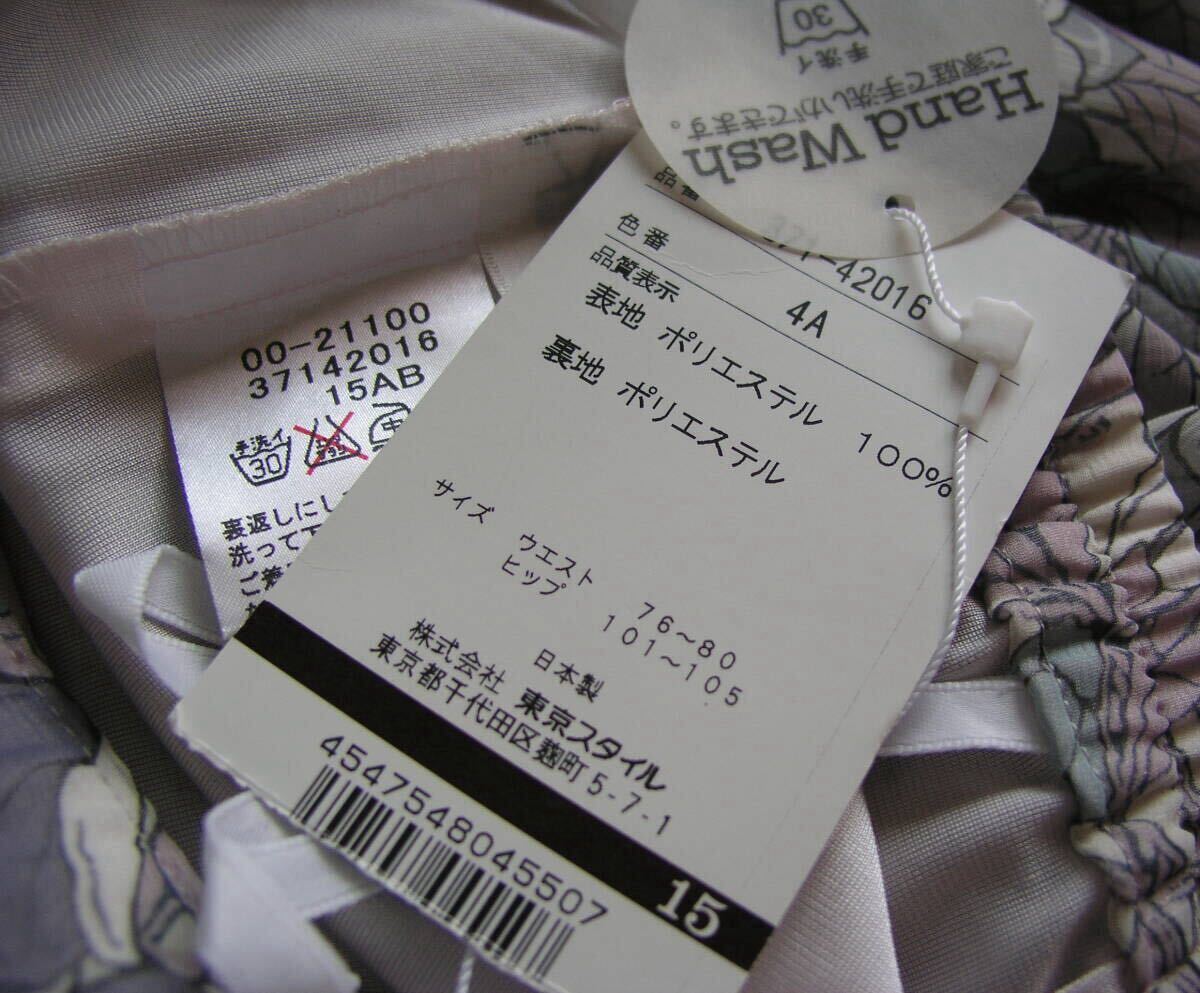 Hand Wash
ご家庭で手洗いができます。
手洗イ
30
品番 371-42016
色番 4A
品質表示
表地 ポリエステル 100%
裏地 ポリエステル
サイズ ウエスト 76~80
ヒップ 101~105
日本製
株式会社 東京スタイル
東京都千代田区麹町5-7-1
15
4547548045507
00-21100
37142016
15AB
手洗イ
30
裏返しにし
洗って下